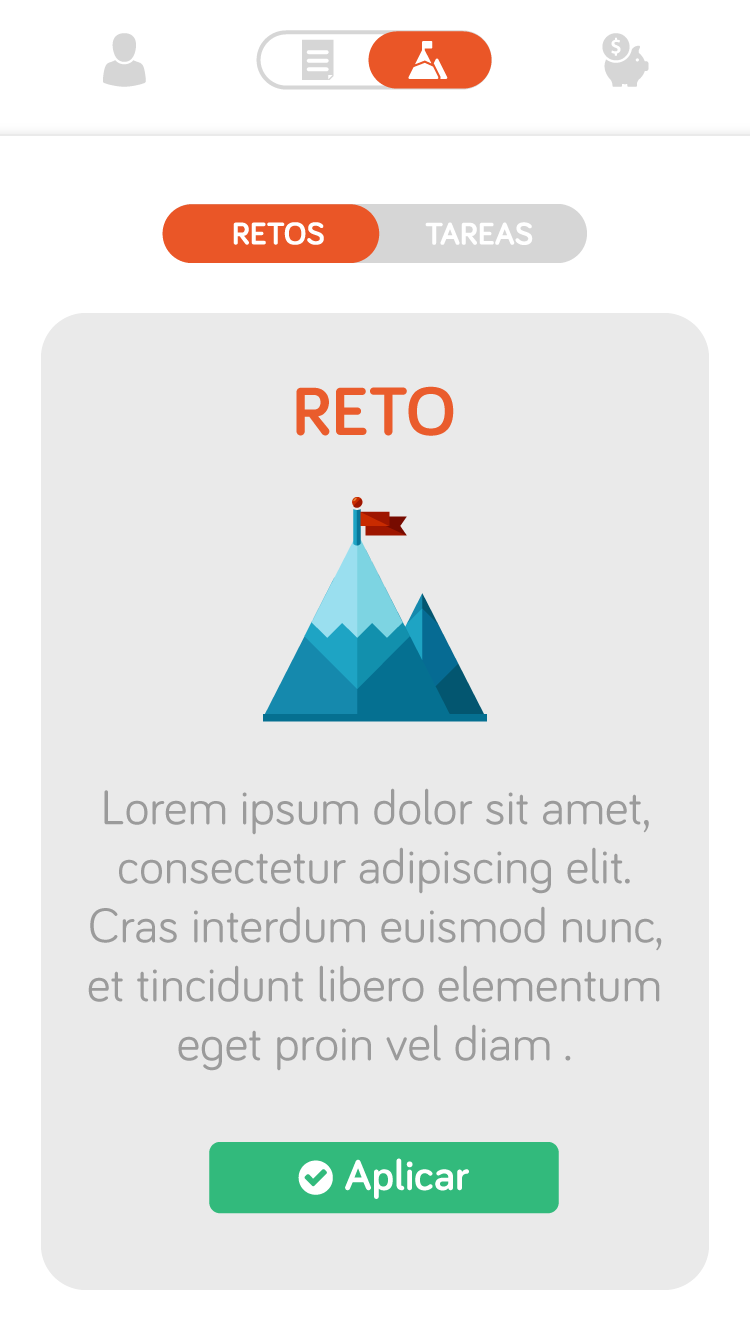 $
RETOS
TAREAS
RETO
Lorem ipsum dolor sit amet,
consectetur adipiscing elit.
Cras interdum euismod nunc,
et tincidunt libero elementum
eget proin vel diam .
Aplicar